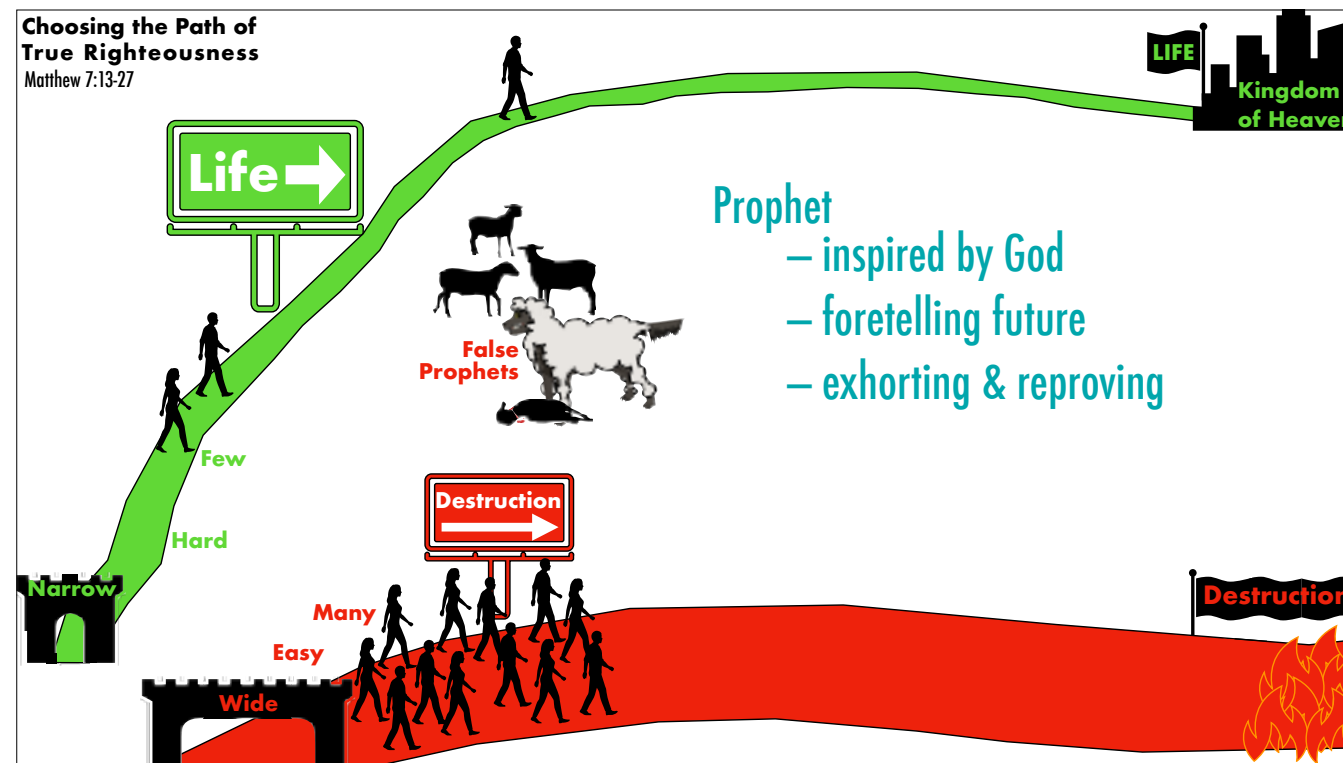 Choosing the Path of
True Righteousness
Matthew 7:13-27
LIFE
Kingdom
of Heaven
Life
Prophet
– inspired by God
– foretelling future
– exhorting & reproving
False
Prophets
Few
Hard
Narrow
Destruction
Many
Easy
Wide
Destruction